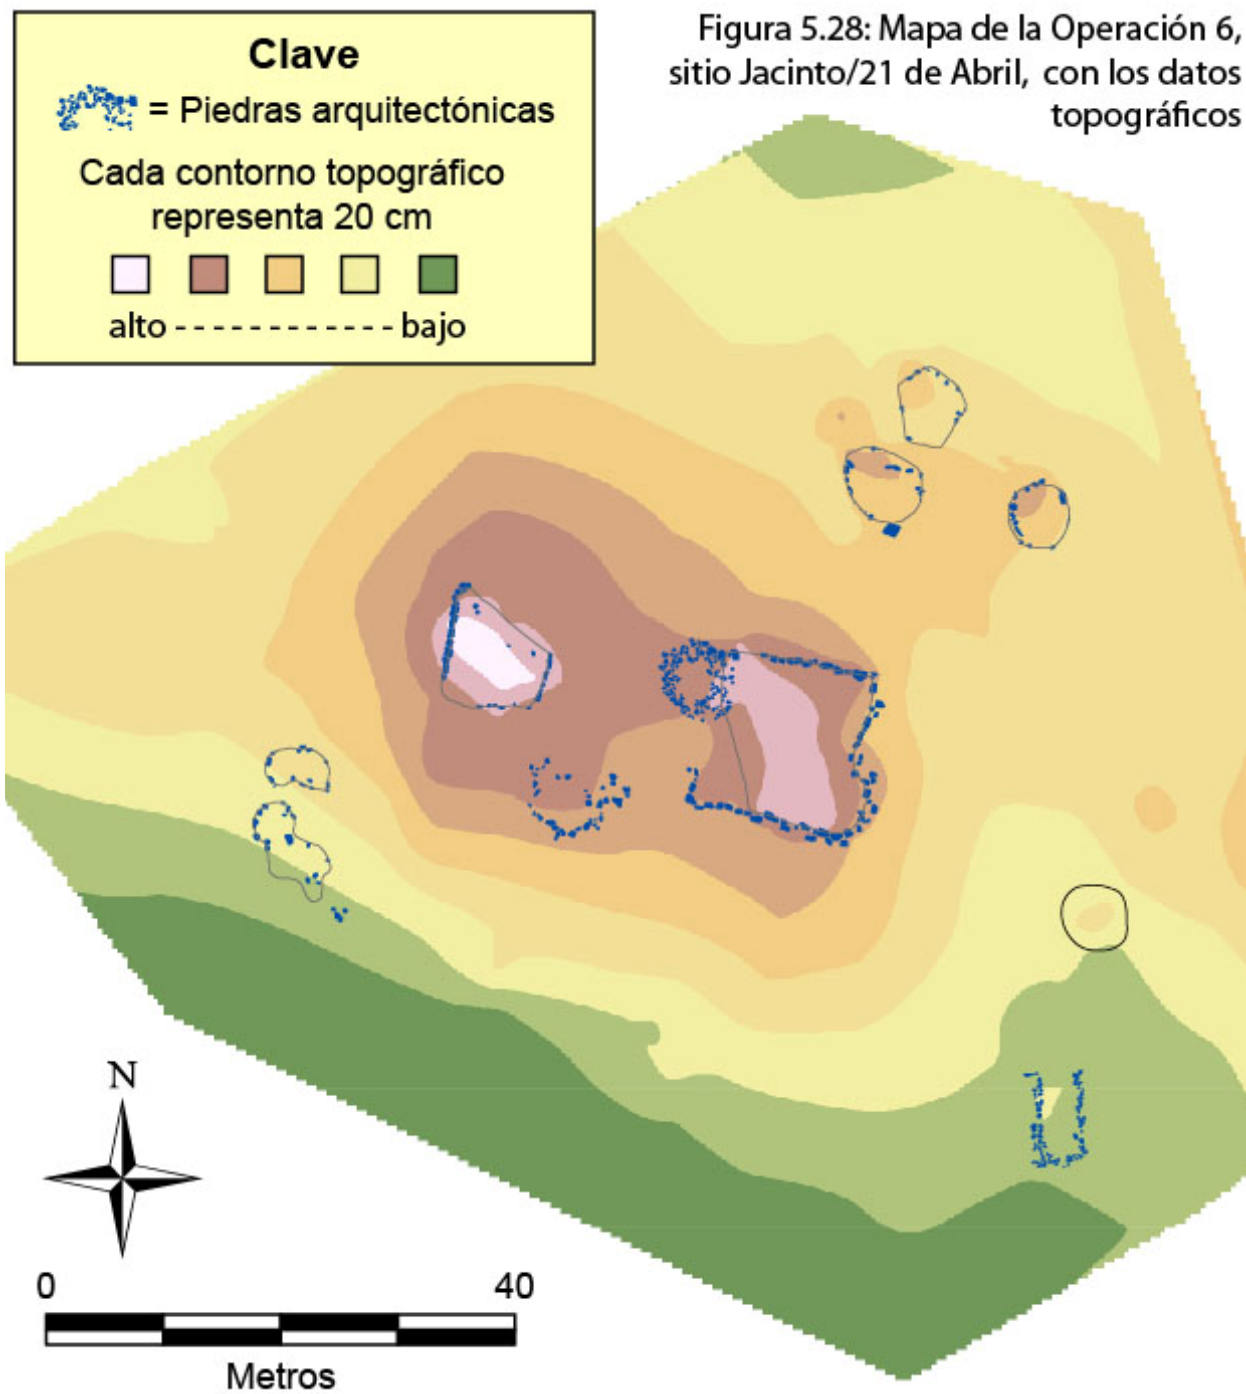 Figura 5.28: Mapa de la Operación 6,
sitio Jacinto/21 de Abril, con los datos
topográficos
Clave
= Piedras arquitectónicas
Cada contorno topográfico
representa 20 cm
alto - - - - - - - - - - - - bajo
N
0 40
Metros